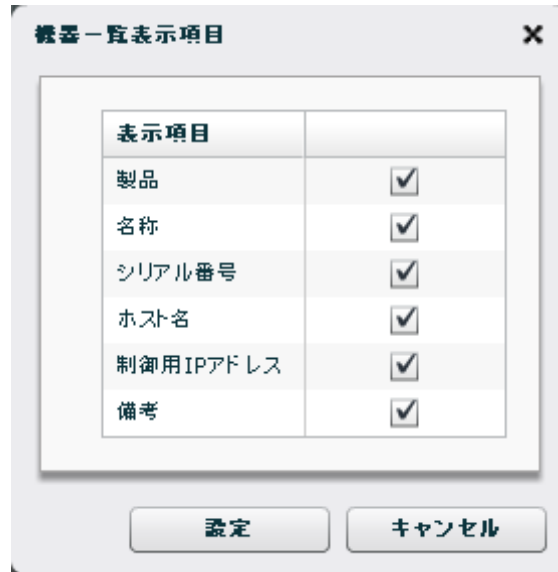 機器一覧表示項目
表示項目
製品
名称
シリアル番号
ホスト名
制御用IPアドレス
備考
設定
キャンセル